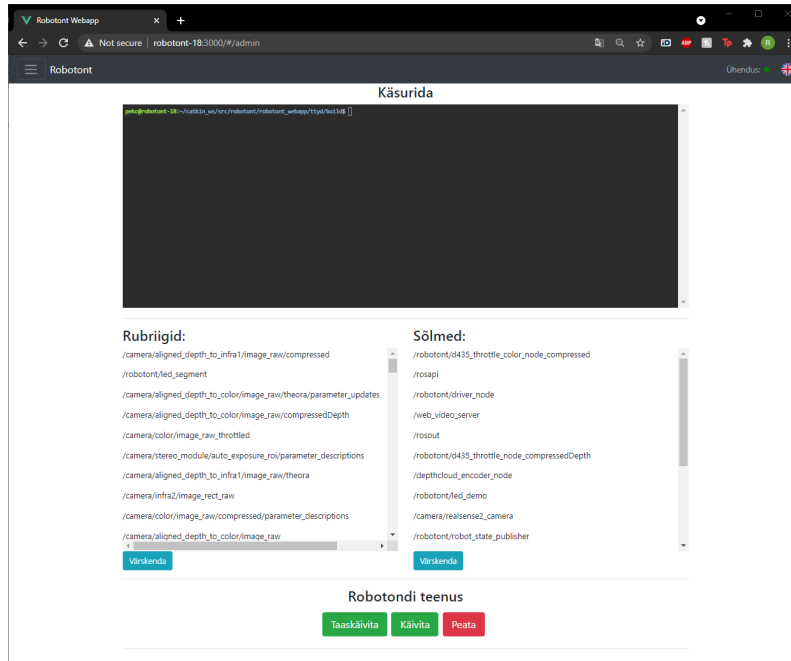 Robotont Webapp
Not secure robotont-18:3000/#/admin
Robotont
Ühendus:
Käsurida
pekc@robotont-18:~/catkin_ws/src/robotont/robotont_webapp/ttyd/build$
Rubriigid:
/camera/aligned_depth_to_infra1/image_raw/compressed
/robotont/led_segment
/camera/aligned_depth_to_color/image_raw/theora/parameter_updates
/camera/aligned_depth_to_color/image_raw/compressedDepth
/camera/color/image_raw_throttled
/camera/stereo_module/auto_exposure_roi/parameter_descriptions
/camera/aligned_depth_to_infra1/image_raw/theora
/camera/infra2/image_rect_raw
/camera/color/image_raw/compressed/parameter_descriptions
/camera/aligned_depth_to_color/image_raw
Värskenda
Sõlmed:
/robotont/d435_throttle_color_node_compressed
/rosapi
/robotont/driver_node
/web_video_server
/rosout
/robotont/d435_throttle_node_compressedDepth
/depthcloud_encoder_node
/robotont/led_demo
/camera/realsense2_camera
/robotont/robot_state_publisher
Värskenda
Robotondi teenus
Taaskäivita Käivita Peata